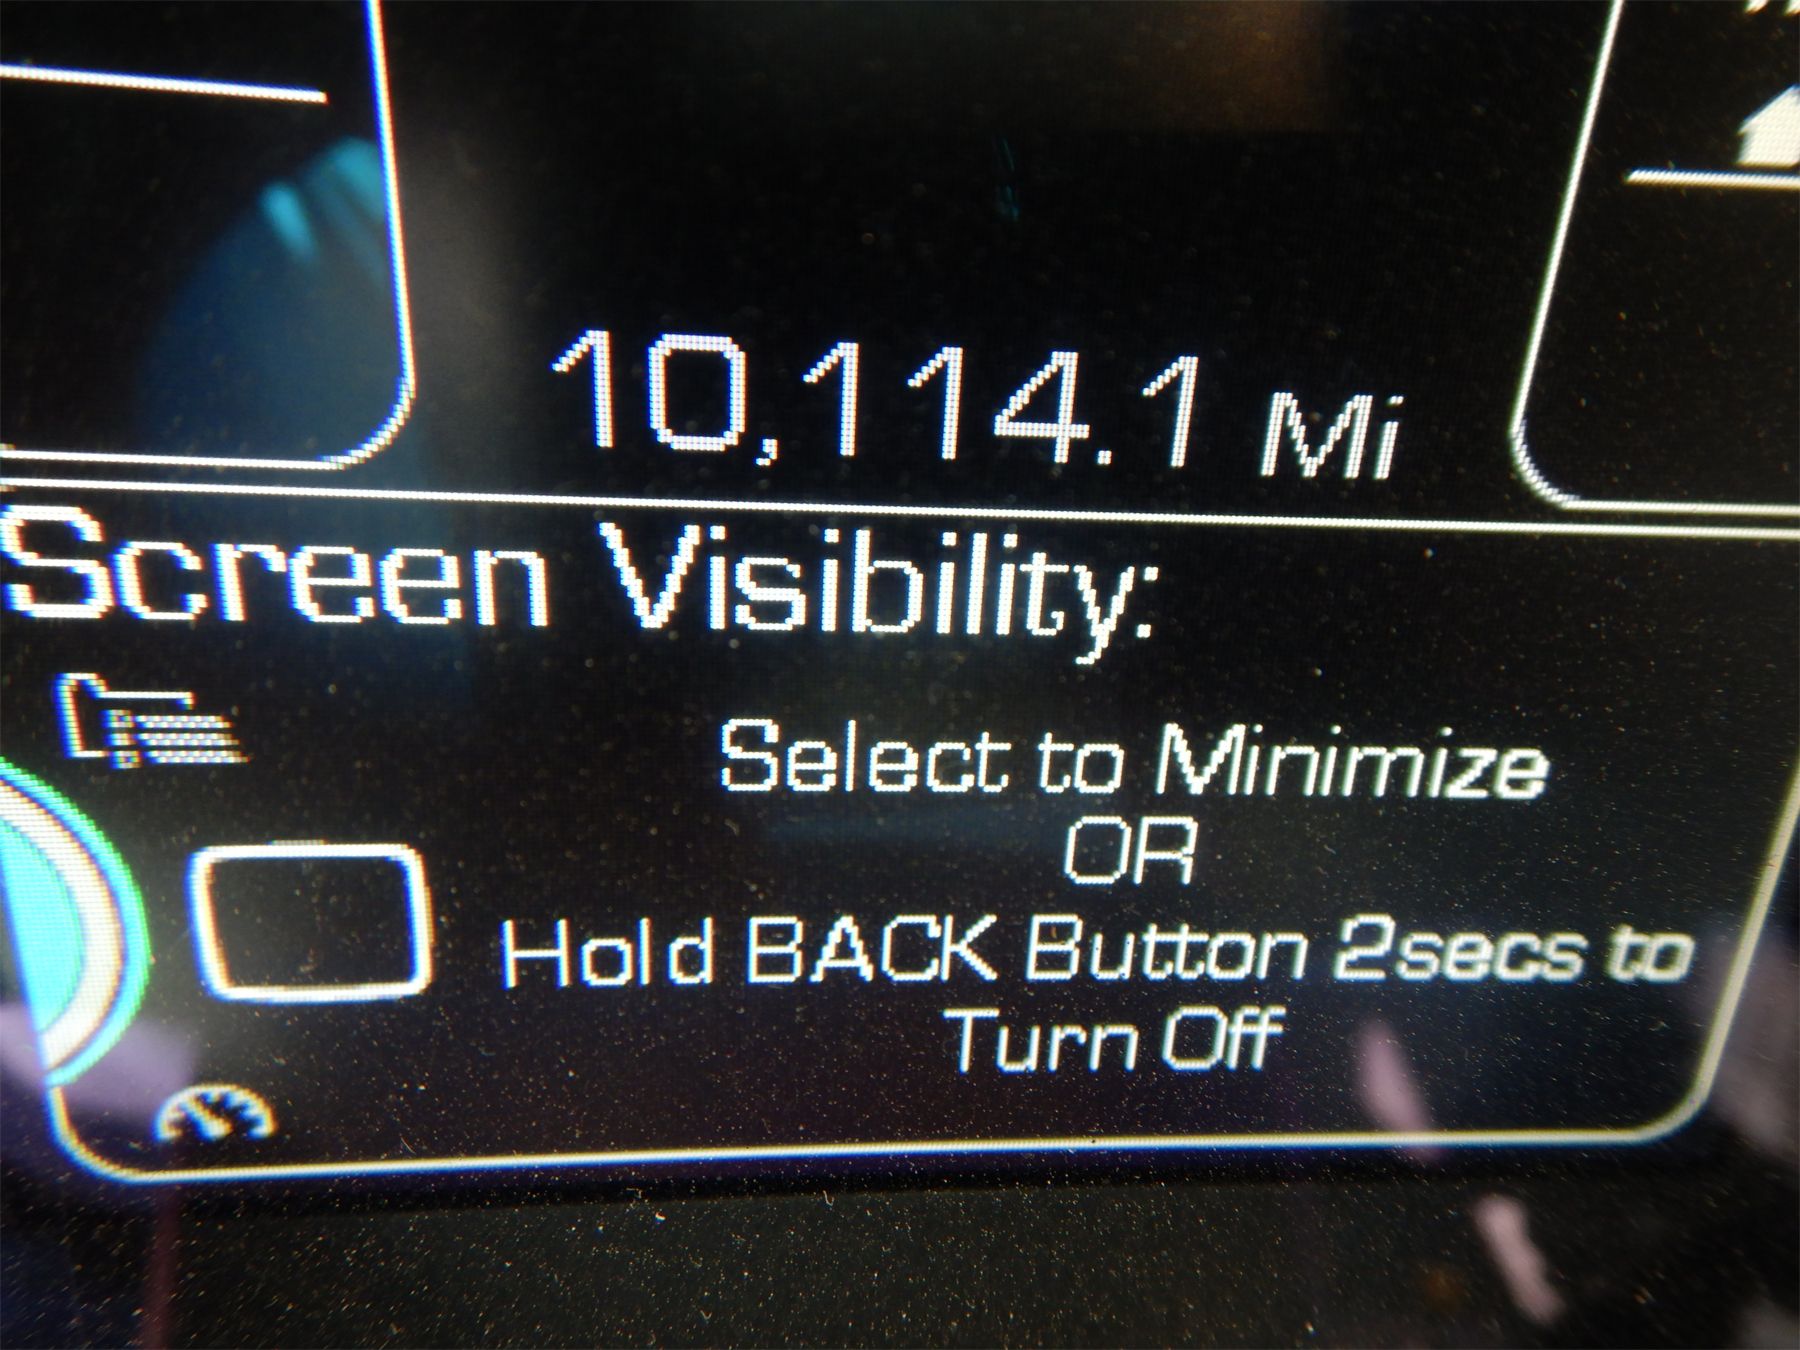 10,114.1 Mi
Screen Visibility:
Select to Minimize
OR
Hold BACK Button 2secs to
Turn Off